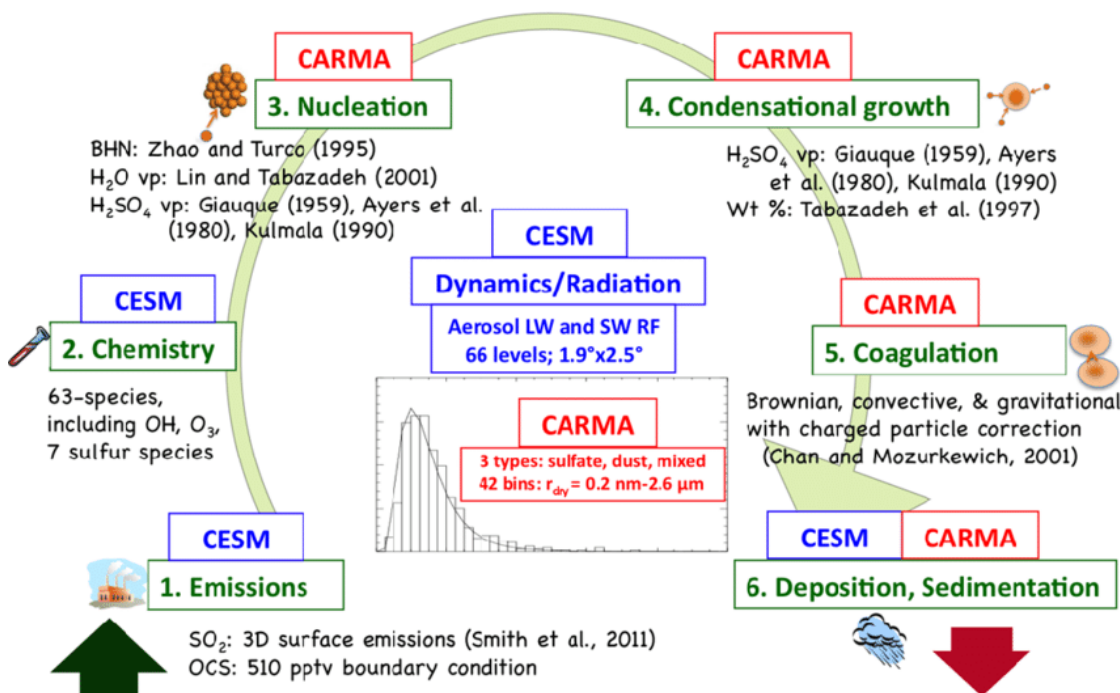 CARMA
3. Nucleation
BHN: Zhao and Turco (1995)
H₂O vp: Lin and Tabazadeh (2001)
H₂SO₄ vp: Giauque (1959), Ayers et al.
(1980), Kulmala (1990)
CARMA
4. Condensational growth
H₂SO₄ vp: Giauque (1959), Ayers
et al. (1980), Kulmala (1990)
Wt %: Tabazadeh et al. (1997)
CESM
Dynamics/Radiation
Aerosol LW and SW RF
66 levels; 1.9°x2.5°
CESM
2. Chemistry
63-species,
including OH, O₃,
7 sulfur species
CARMA
5. Coagulation
Brownian, convective, & gravitational
with charged particle correction
(Chan and Mozurkewich, 2001)
CARMA
3 types: sulfate, dust, mixed
42 bins: r_dry = 0.2 nm-2.6 µm
CESM
1. Emissions
SO₂: 3D surface emissions (Smith et al., 2011)
OCS: 510 pptv boundary condition
CESM CARMA
6. Deposition, Sedimentation